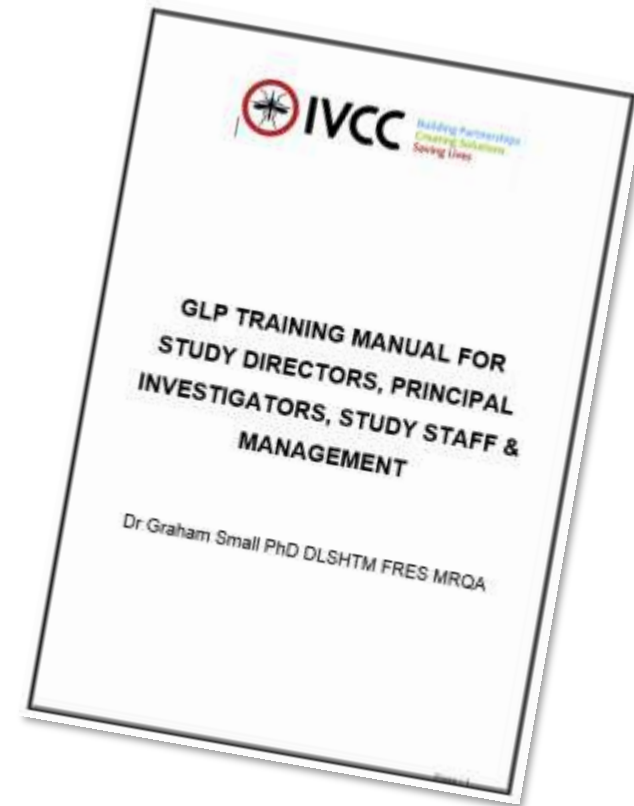 IVCC
Building Partnerships
Creating Solutions
Saving Lives
GLP TRAINING MANUAL FOR
STUDY DIRECTORS, PRINCIPAL
INVESTIGATORS, STUDY STAFF &
MANAGEMENT
Dr Graham Small PhD DLSHTM FRES MRQA